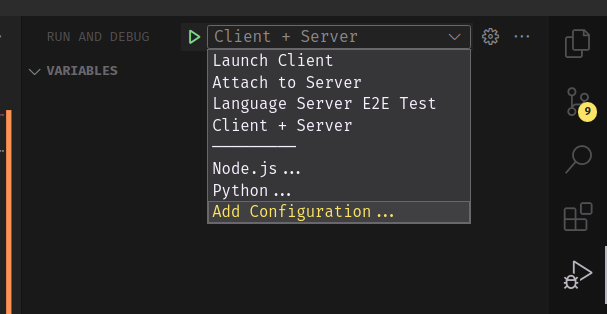 RUN AND DEBUG
Client + Server
VARIABLES
Launch Client
Attach to Server
Language Server E2E Test
Client + Server
Node.js...
Python...
Add Configuration...
9